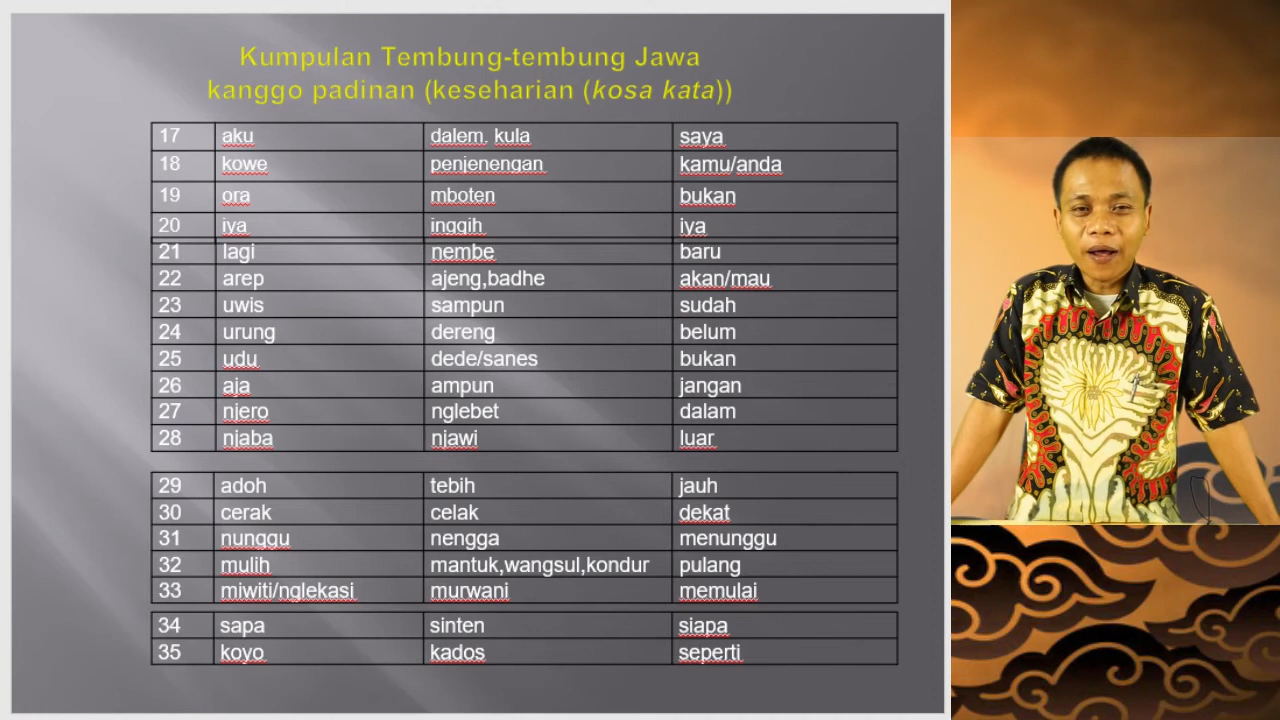 Kumpulan Tembung-tembung Jawa
kanggo padinan (keseharian (kosa kata))
17 aku dalem, kula saya
18 kowe penjenengan kamu/anda
19 ora mboten bukan
20 iya inggih iya
21 lagi nembe baru
22 arep ajeng,badhe akan/mau
23 uwis sampun sudah
24 urung dereng belum
25 udu dede/sanes bukan
26 aja ampun jangan
27 njero nglebet dalam
28 njaba njawi luar
29 adoh tebih jauh
30 cerak celak dekat
31 nunggu nengga menunggu
32 mulih mantuk,wangsul,kondur pulang
33 miwiti/nglekasi murwani memulai
34 sapa sinten siapa
35 koyo kados seperti